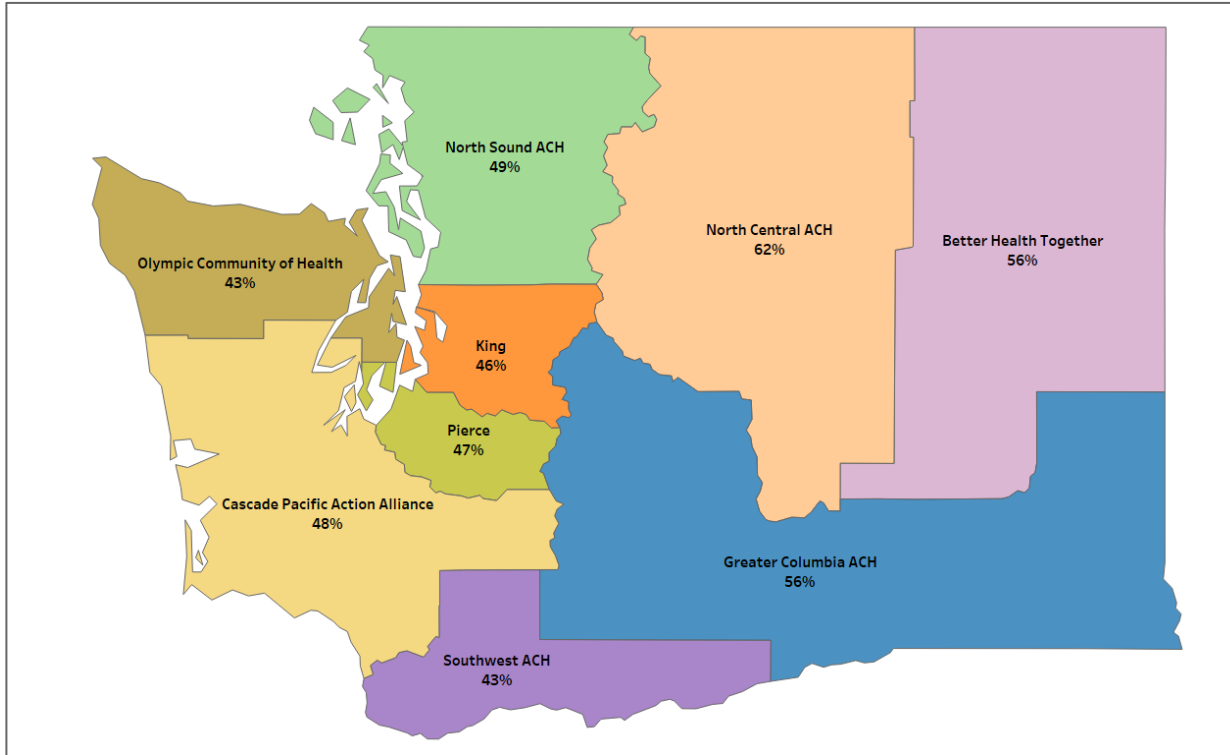 North Sound ACH
49%
North Central ACH
62%
Better Health Together
56%
Olympic Community of Health
43%
King
46%
Pierce
47%
Cascade Pacific Action Alliance
48%
Greater Columbia ACH
56%
Southwest ACH
43%